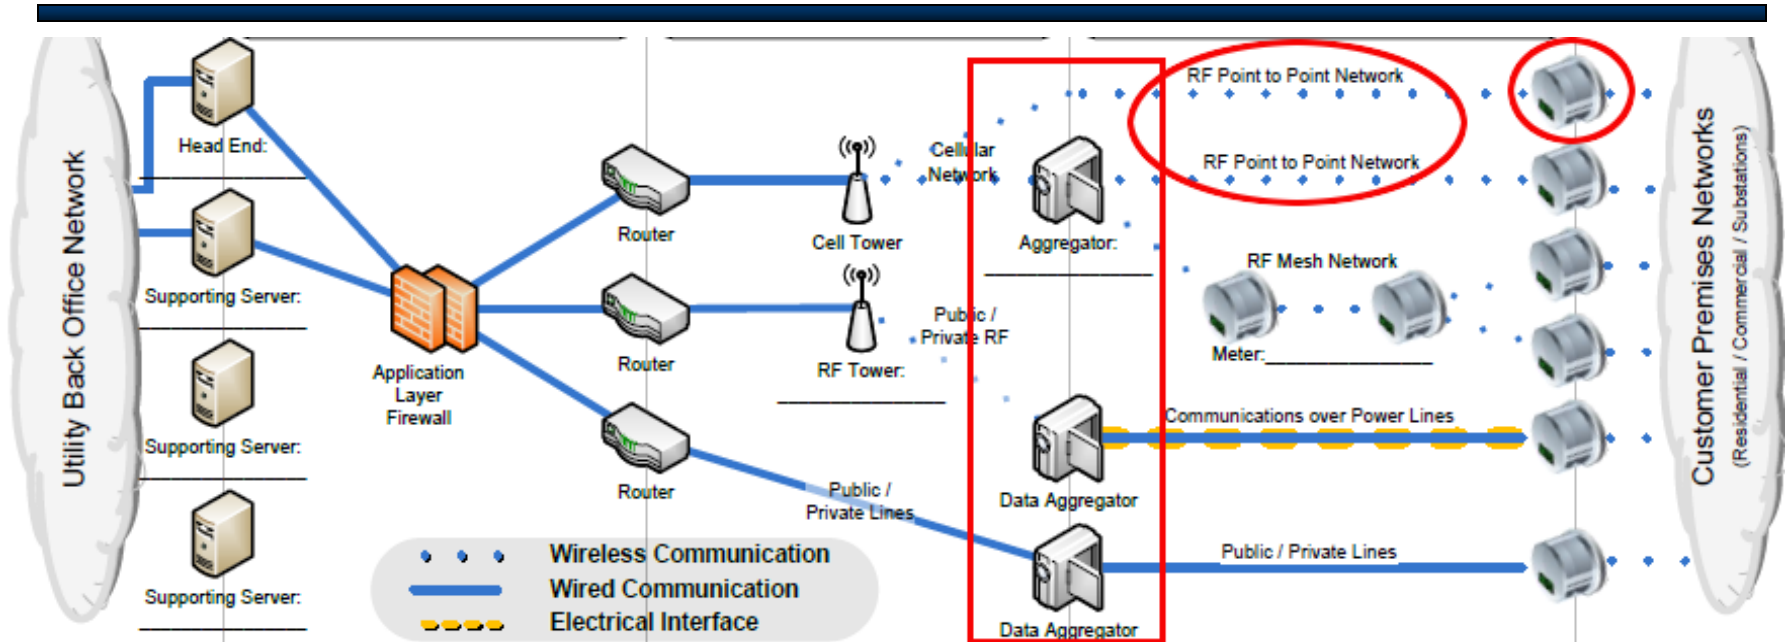 Utility Back Office Network
Head End:
Supporting Server:
Supporting Server:
Supporting Server:
Application
Layer
Firewall
Router
Router
Router
Cell Tower
RF Tower:
Cellular
Network
Public /
Private RF
Public /
Private Lines
Aggregator:
Data Aggregator
Data Aggregator
RF Point to Point Network
RF Point to Point Network
RF Mesh Network
Meter:
Communications over Power Lines
Public / Private Lines
Customer Premises Networks
(Residential / Commercial / Substations)
Wireless Communication
Wired Communication
Electrical Interface